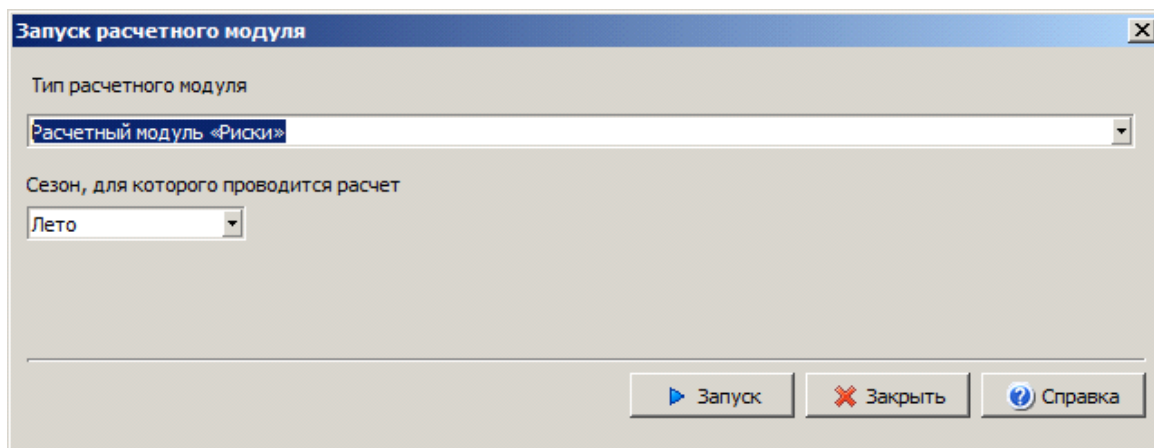 Запуск расчетного модуля
Тип расчетного модуля
Расчетный модуль «Риски»
Сезон, для которого проводится расчет
Лето
Запуск Закрыть Справка